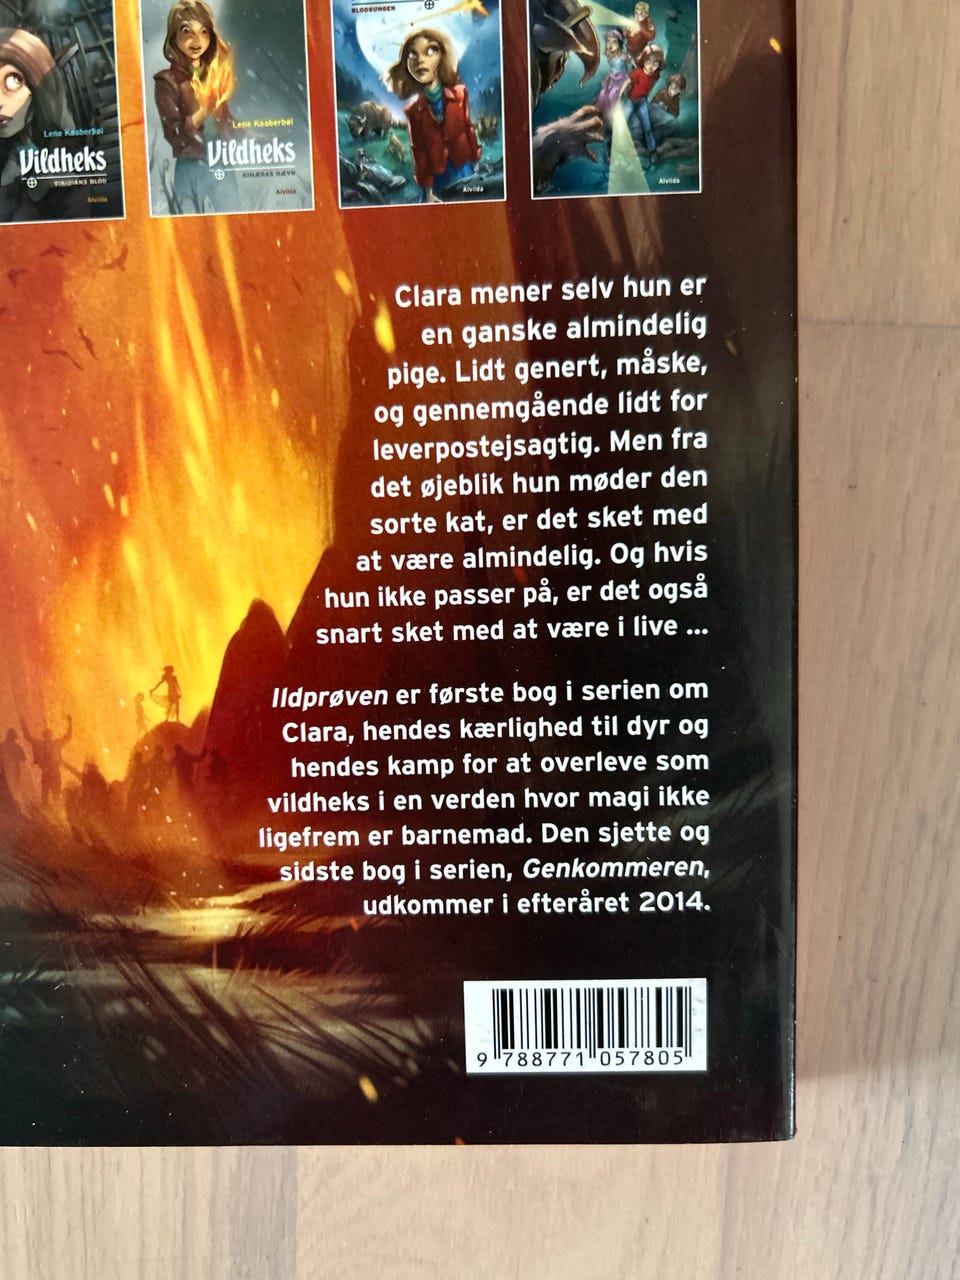 Lene Kaaberbøl
Vildheks
VIRIDIANS BLOD
Alvilda
Lene Kaaberbøl
Vildheks
KIMÆRAS HÆVN
Alvilda
BLODSUNGEN
Alvilda
Alvilda
Clara mener selv hun er
en ganske almindelig
pige. Lidt genert, måske,
og gennemgående lidt for
leverpostejsagtig. Men fra
det øjeblik hun møder den
sorte kat, er det sket med
at være almindelig. Og hvis
hun ikke passer på, er det også
snart sket med at være i live ...
Ildprøven er første bog i serien om
Clara, hendes kærlighed til dyr og
hendes kamp for at overleve som
vildheks i en verden hvor magi ikke
ligefrem er barnemad. Den sjette og
sidste bog i serien, Genkommeren,
udkommer i efteråret 2014.
9 788771 057805